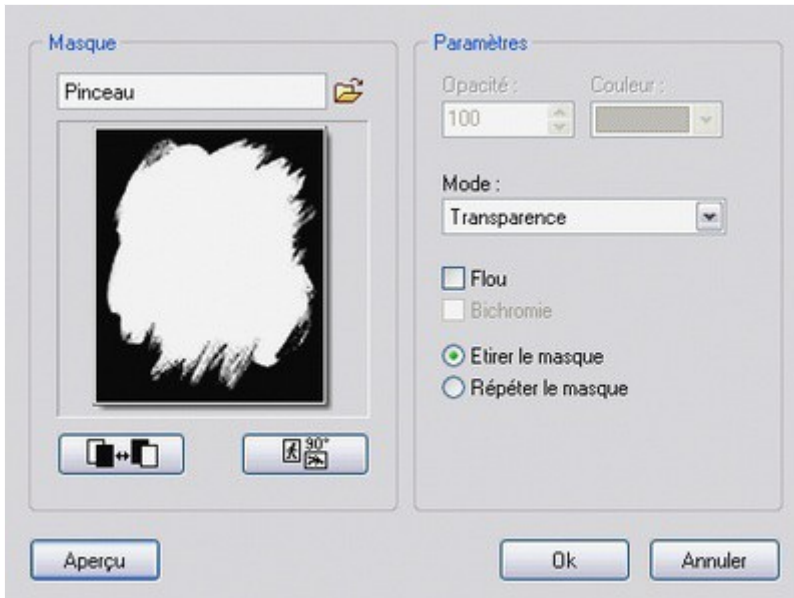 Masque
Pinceau
90°
Aperçu
Paramètres
Opacité :
Couleur :
100
Mode :
Transparence
Flou
Bichromie
Etirer le masque
Répéter le masque
Ok
Annuler